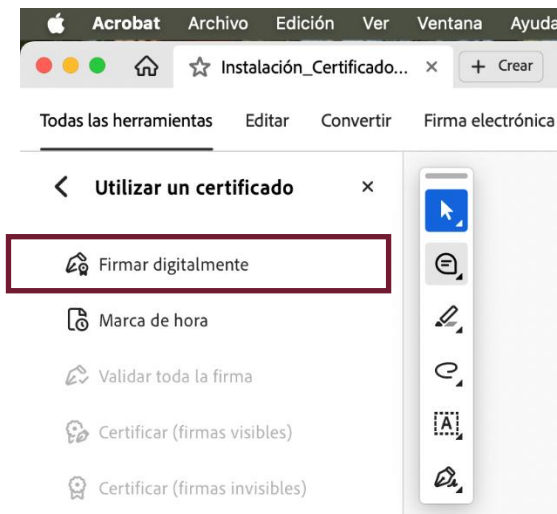 Acrobat Archivo Edición Ver Ventana Ayuda
Instalación_Certificado... × + Crear
Todas las herramientas Editar Convertir Firma electrónica
Utilizar un certificado ×
Firmar digitalmente
Marca de hora
Validar toda la firma
Certificar (firmas visibles)
Certificar (firmas invisibles)